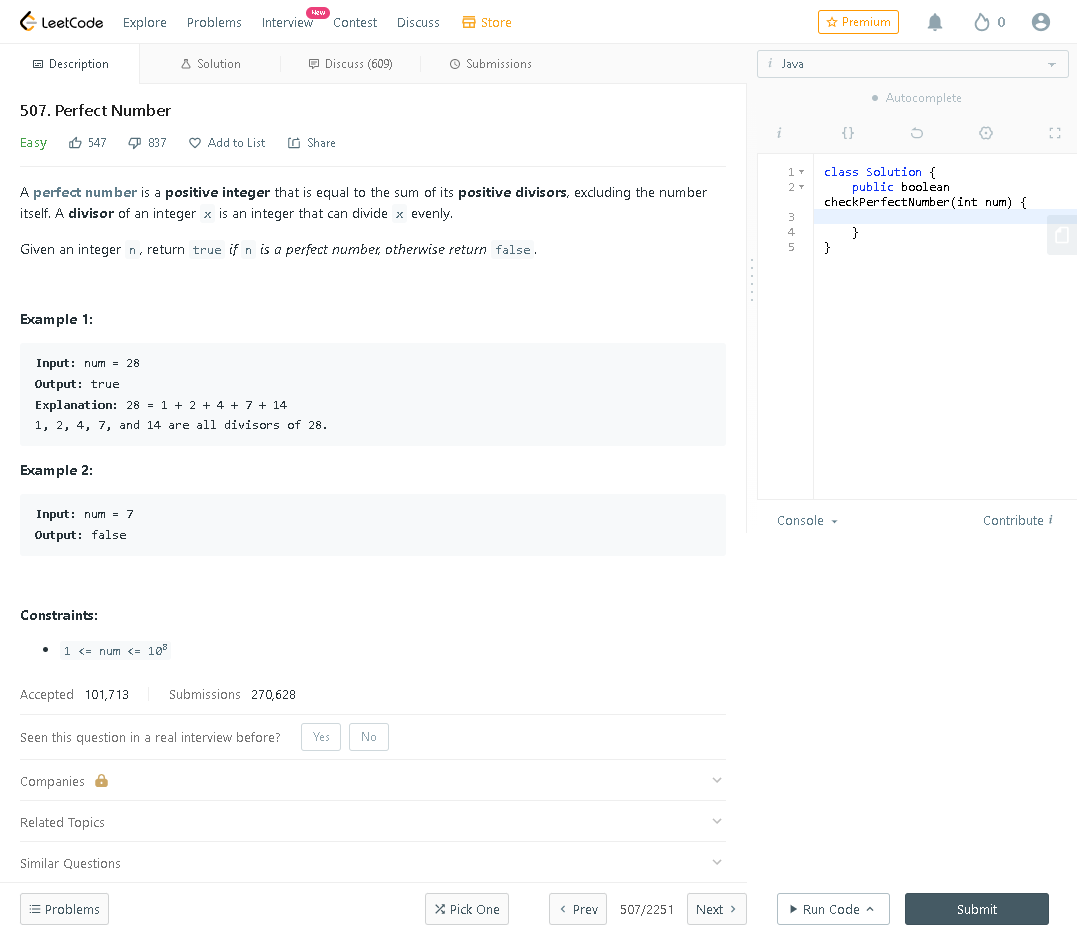 LeetCode Explore Problems Interview New Contest Discuss Store Premium 0
Description Solution Discuss (609) Submissions
i Java
Autocomplete
i {}
507. Perfect Number
Easy 547 837 Add to List Share
A perfect number is a positive integer that is equal to the sum of its positive divisors, excluding the number
itself. A divisor of an integer x is an integer that can divide x evenly.
Given an integer n, return true if n is a perfect number, otherwise return false.
Example 1:
Input: num = 28
Output: true
Explanation: 28 = 1 + 2 + 4 + 7 + 14
1, 2, 4, 7, and 14 are all divisors of 28.
Example 2:
Input: num = 7
Output: false
Constraints:
• 1 <= num <= 10⁸
Accepted 101,713 Submissions 270,628
Seen this question in a real interview before? Yes No
Companies
Related Topics
Similar Questions
Problems Pick One Prev 507/2251 Next
1 class Solution {
2 public boolean
checkPerfectNumber(int num) {
3
4 }
5 }
Console Contribute i
Run Code Submit